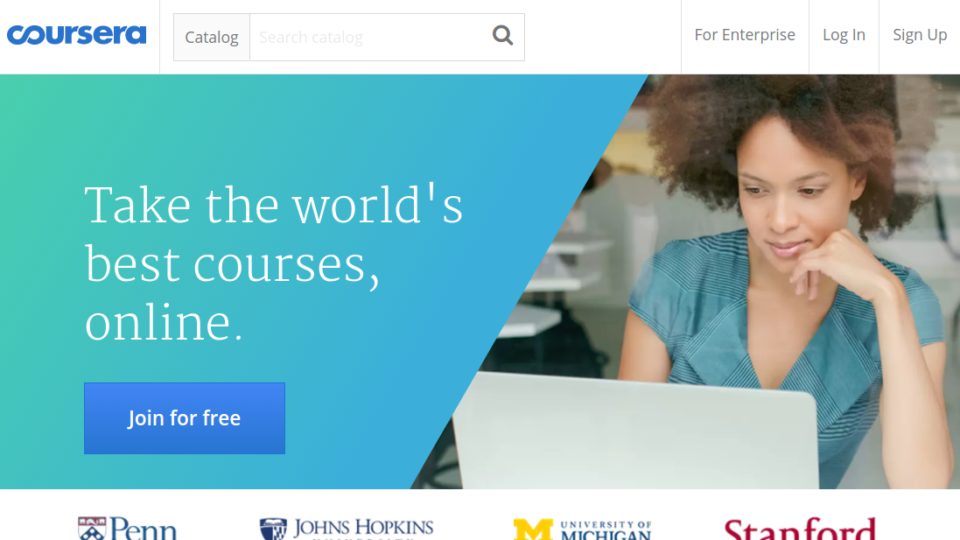 coursera
Catalog
Search catalog
For Enterprise
Log In
Sign Up
Take the world's
best courses,
online.
Join for free
Penn
JOHNS HOPKINS
UNIVERSITY OF
MICHIGAN
Stanford